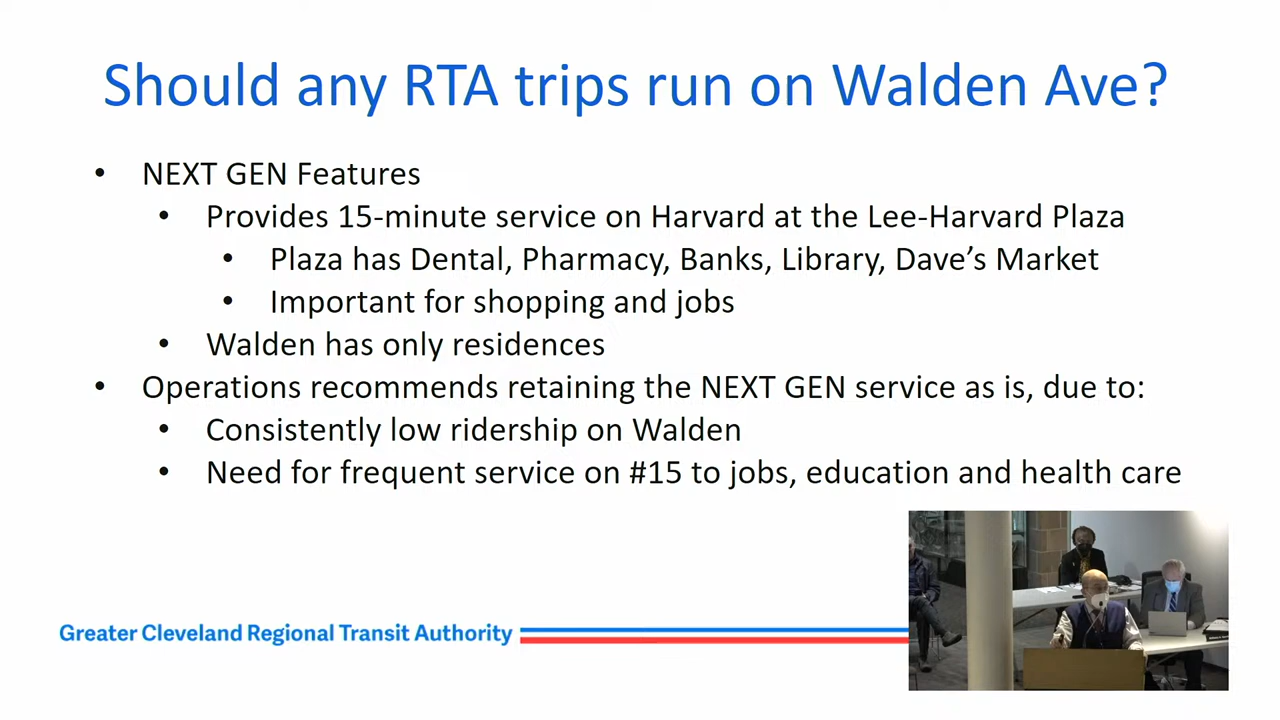 Should any RTA trips run on Walden Ave?
• NEXT GEN Features
• Provides 15-minute service on Harvard at the Lee-Harvard Plaza
• Plaza has Dental, Pharmacy, Banks, Library, Dave's Market
• Important for shopping and jobs
• Walden has only residences
• Operations recommends retaining the NEXT GEN service as is, due to:
• Consistently low ridership on Walden
• Need for frequent service on #15 to jobs, education and health care
Greater Cleveland Regional Transit Authority